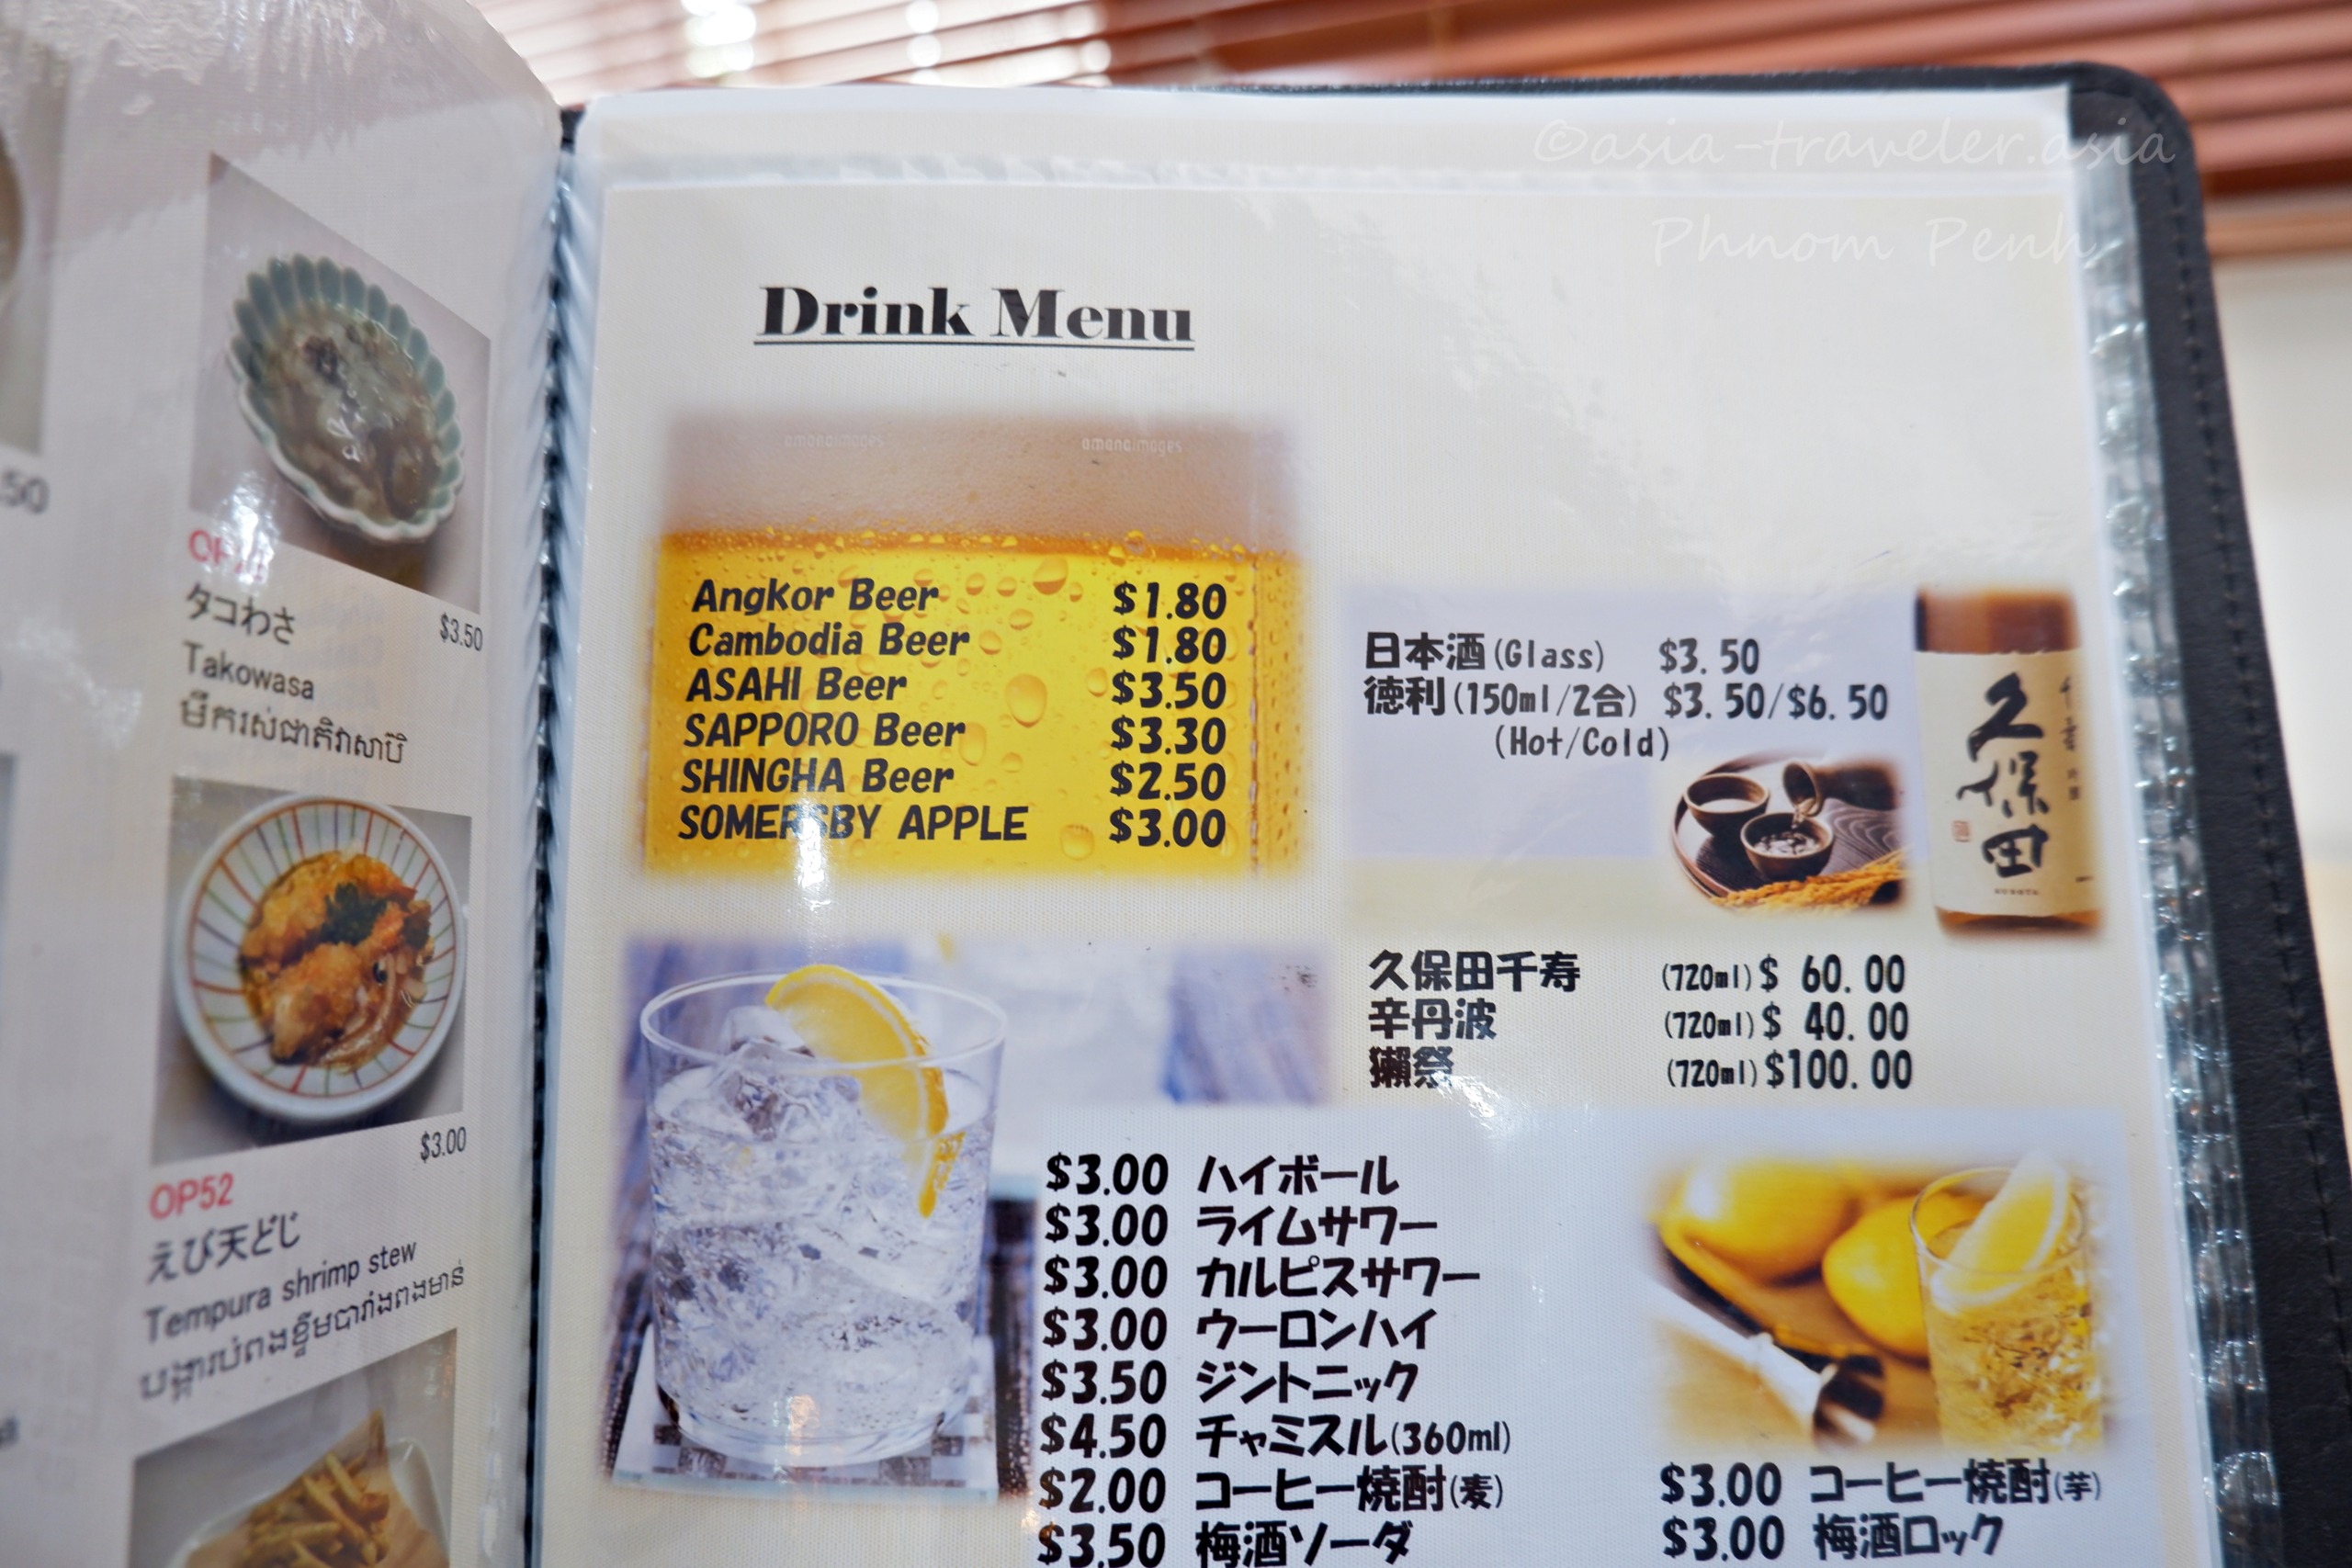 ©asia-traveler.asia
Phnom Penh
.50
タコわさ
$3.50
Takowasa
$3.00
OP52
えび天どじ
Tempura shrimp stew
Drink Menu
amanaimages amanaimages
Angkor Beer $1.80
Cambodia Beer $1.80
ASAHI Beer $3.50
SAPPORO Beer $3.30
SHINGHA Beer $2.50
SOMERSBY APPLE $3.00
日本酒(Glass) $3.50
徳利(150ml/2合) $3.50/$6.50
(Hot/Cold)
久保田
久保田千寿 (720ml) $ 60.00
辛丹波 (720ml) $ 40.00
獺祭 (720ml) $100.00
$3.00 ハイボール
$3.00 ライムサワー
$3.00 カルピスサワー
$3.00 ウーロンハイ
$3.50 ジントニック
$4.50 チャミスル(360ml)
$2.00 コーヒー焼酎(麦)
$3.50 梅酒ソーダ
$3.00 コーヒー焼酎(芋)
$3.00 梅酒ロック